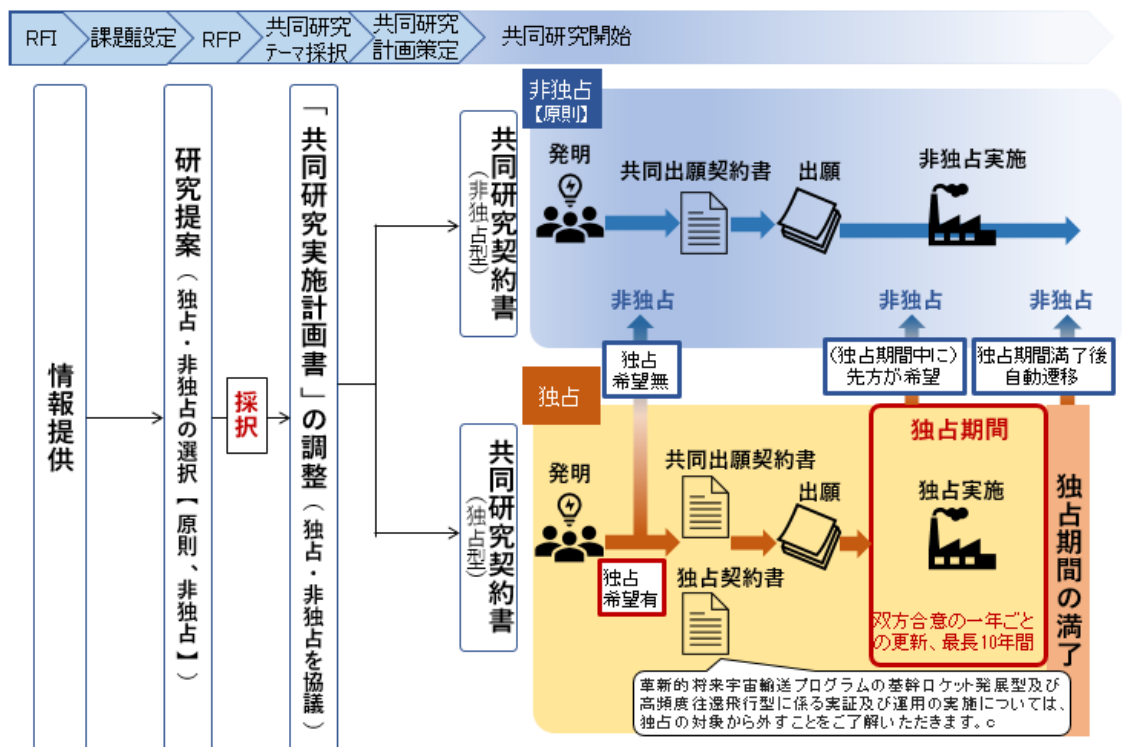 RFI
課題設定
RFP
共同研究
テーマ採択
共同研究
計画策定
共同研究開始
情報提供
研究提案（独占・非独占の選択【原則、非独占】）
採択
「共同研究実施計画書」の調整（独占・非独占を協議）
共同研究契約書
（非独占型）
非独占
【原則】
発明
共同出願契約書
出願
非独占実施
非独占
非独占
非独占
独占
希望無
（独占期間中に）
先方が希望
独占期間満了後
自動遷移
共同研究契約書
（独占型）
独占
発明
独占
希望有
共同出願契約書
独占契約書
出願
独占期間
独占実施
双方合意の一年ごと
の更新、最長10年間
独占期間の満了
革新的将来宇宙輸送プログラムの基幹ロケット発展型及び
高頻度往還飛行型に係る実証及び運用の実施については、
独占の対象から外すことをご了解いただきます。c